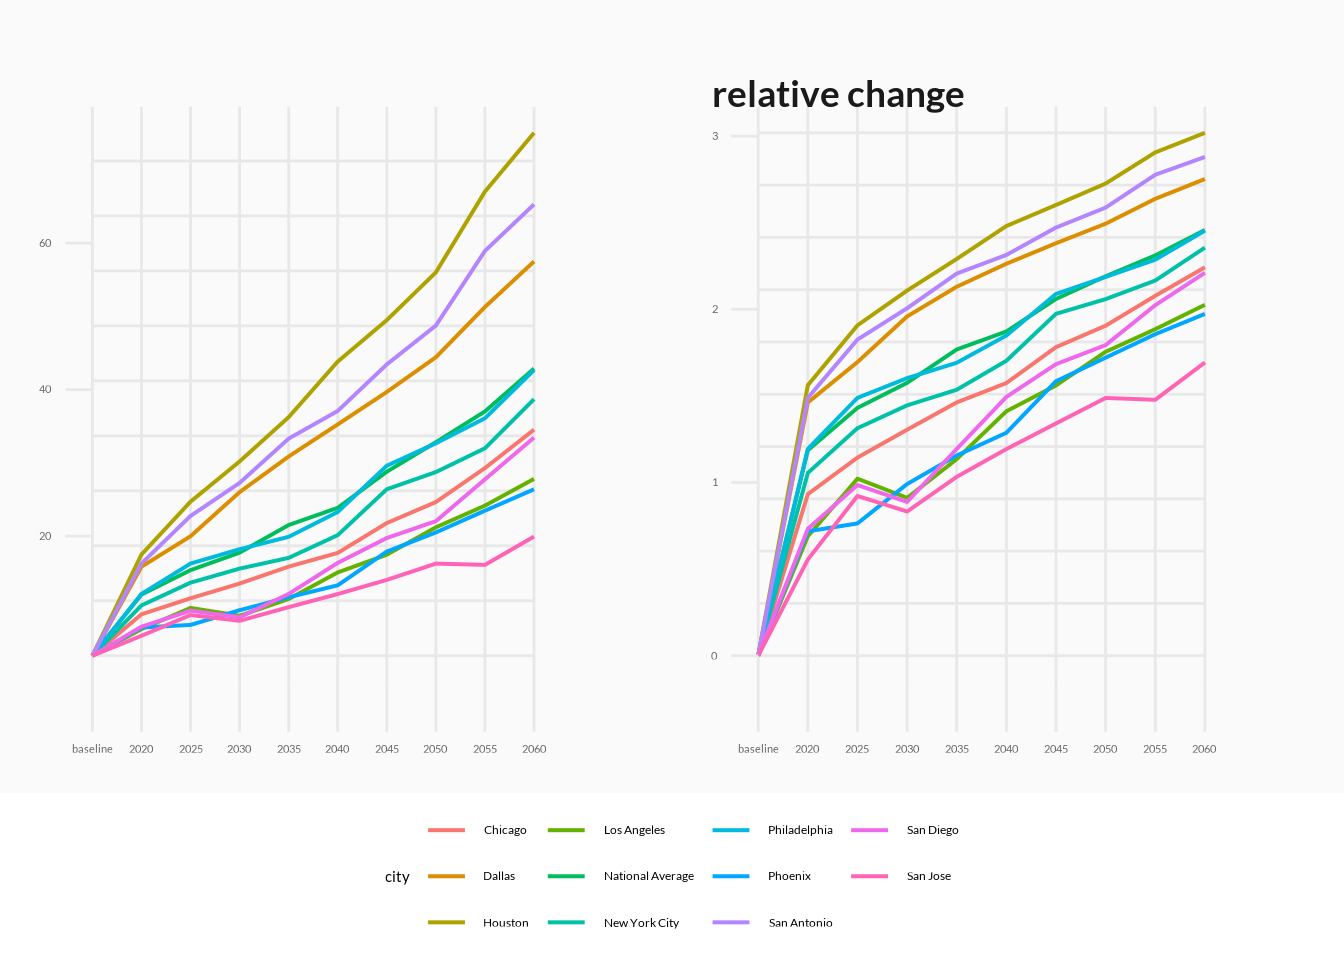 relative change
60
40
20
baseline 2020 2025 2030 2035 2040 2045 2050 2055 2060
3
2
1
0
baseline 2020 2025 2030 2035 2040 2045 2050 2055 2060
city
Chicago Los Angeles Philadelphia San Diego
Dallas National Average Phoenix San Jose
Houston New York City San Antonio